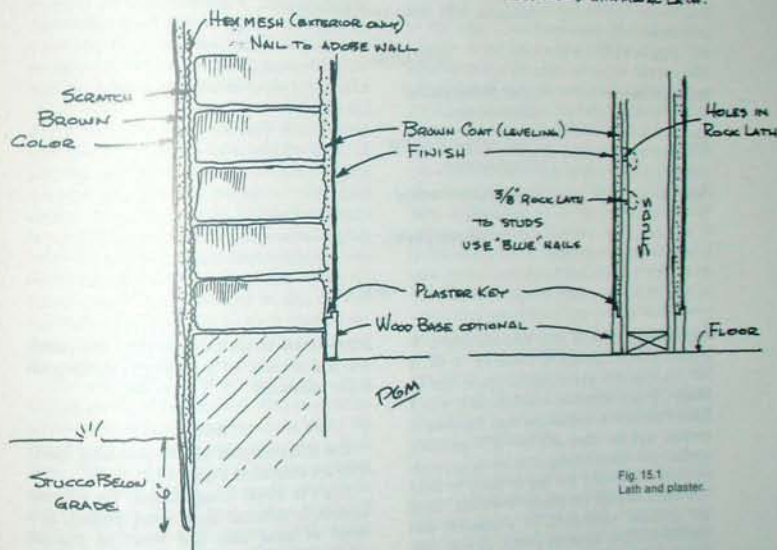 HEX MESH (EXTERIOR ONLY)
NAIL TO ADOBE WALL
SCRATCH
BROWN
COLOR
BROWN COAT (LEVELING)
FINISH
HOLES IN
ROCK LATH
3/8" ROCK LATH
TO STUDS
USE "BLUE" NAILS
STUDS
PLASTER KEY
WOOD BASE OPTIONAL
FLOOR
PGM
STUCCO BELOW
GRADE
6"
Fig. 15.1
Lath and plaster.